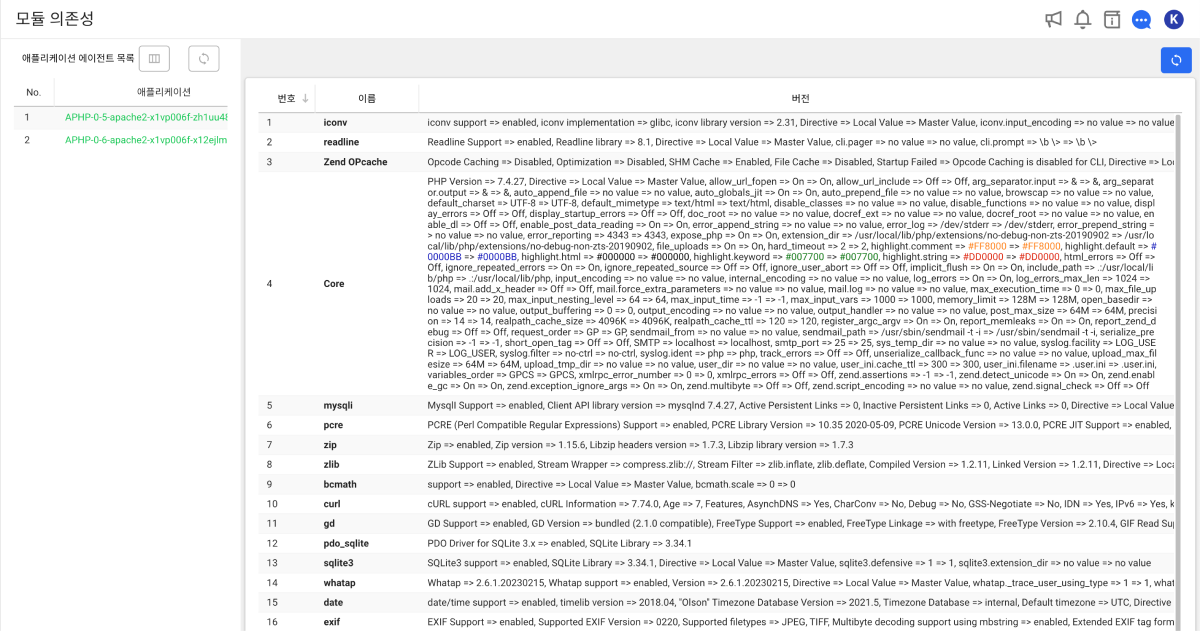 모듈 의존성
K
애플리케이션 에이전트 목록
No. 애플리케이션
1 APHP-0-5-apache2-x1vp006f-zh1uu4
2 APHP-0-6-apache2-x1vp006f-x12ejlm
번호 이름 버전
1 iconv iconv support => enabled, iconv implementation => glibc, iconv library version => 2.31, Directive => Local Value => Master Value, iconv.input_encoding => no value => no value
2 readline Readline Support => enabled, Readline library => 8.1, Directive => Local Value => Master Value, cli.pager => no value => no value, cli.prompt => \b \> => \b \>
3 Zend OPcache Opcode Caching => Disabled, Optimization => Disabled, SHM Cache => Enabled, File Cache => Disabled, Startup Failed => Opcode Caching is disabled for CLI, Directive =>
4 Core
PHP Version => 7.4.27, Directive => Local Value => Master Value, allow_url_fopen => On => On, allow_url_include => Off => Off, arg_separator.input => & => &, arg_separat
or.output => & => &, auto_append_file => no value => no value, auto_globals_jit => On => On, auto_prepend_file => no value => no value, browscap => no value => no value,
default_charset => UTF-8 => UTF-8, default_mimetype => text/html => text/html, disable_classes => no value => no value, disable_functions => no value => no value, displ
ay_errors => Off => Off, display_startup_errors => Off => Off, doc_root => no value => no value, docref_ext => no value => no value, docref_root => no value => no value, en
able_dl => Off => Off, enable_post_data_reading => On => On, error_append_string => no value => no value, error_log => /dev/stderr => /dev/stderr, error_prepend_string =
> no value => no value, error_reporting => 4343 => 4343, expose_php => On => On, extension_dir => /usr/local/lib/php/extensions/no-debug-non-zts-20190902 => /usr/lo
cal/lib/php/extensions/no-debug-non-zts-20190902, file_uploads => On => On, hard_timeout => 2 => 2, highlight.comment => #FF8000 => #FF8000, highlight.default => #
0000BB => #0000BB, highlight.html => #000000 => #000000, highlight.keyword => #007700 => #007700, highlight.string => #DD0000 => #DD0000, html_errors => Off =>
Off, ignore_repeated_errors => On => On, ignore_repeated_source => Off => Off, ignore_user_abort => Off => Off, implicit_flush => On => On, include_path => .:/usr/local/li
b/php => .:/usr/local/lib/php, input_encoding => no value => no value, internal_encoding => no value => no value, log_errors => On => On, log_errors_max_len => 1024 =>
1024, mail.add_x_header => Off => Off, mail.force_extra_parameters => no value => no value, mail.log => no value => no value, max_execution_time => 0 => 0, max_file_up
loads => 20 => 20, max_input_nesting_level => 64 => 64, max_input_time => -1 => -1, max_input_vars => 1000 => 1000, memory_limit => 128M => 128M, open_basedir =>
no value => no value, output_buffering => 0 => 0, output_encoding => no value => no value, output_handler => no value => no value, post_max_size => 64M => 64M, precisi
on => 14 => 14, realpath_cache_size => 4096K => 4096K, realpath_cache_ttl => 120 => 120, register_argc_argv => On => On, report_memleaks => On => On, report_zend_d
ebug => Off => Off, request_order => GP => GP, sendmail_from => no value => no value, sendmail_path => /usr/sbin/sendmail -t -i => /usr/sbin/sendmail -t -i, serialize_pre
cision => -1 => -1, short_open_tag => Off => Off, SMTP => localhost => localhost, smtp_port => 25 => 25, sys_temp_dir => no value => no value, syslog.facility => LOG_USE
R => LOG_USER, syslog.filter => no-ctrl => no-ctrl, syslog.ident => php => php, track_errors => Off => Off, unserialize_callback_func => no value => no value, upload_max_fil
esize => 64M => 64M, upload_tmp_dir => no value => no value, user_dir => no value => no value, user_ini.cache_ttl => 300 => 300, user_ini.filename => .user.ini => .user.ini,
variables_order => GPCS => GPCS, xmlrpc_error_number => 0 => 0, xmlrpc_errors => Off => Off, zend.assertions => -1 => -1, zend.detect_unicode => On => On, zend.enabl
e_gc => On => On, zend.exception_ignore_args => On => On, zend.multibyte => Off => Off, zend.script_encoding => no value => no value, zend.signal_check => Off => Off
5 mysqli MysqlI Support => enabled, Client API library version => mysqlnd 7.4.27, Active Persistent Links => 0, Inactive Persistent Links => 0, Active Links => 0, Directive => Local Value
6 pcre PCRE (Perl Compatible Regular Expressions) Support => enabled, PCRE Library Version => 10.35 2020-05-09, PCRE Unicode Version => 13.0.0, PCRE JIT Support => enabled,
7 zip Zip => enabled, Zip version => 1.15.6, Libzip headers version => 1.7.3, Libzip library version => 1.7.3
8 zlib ZLib Support => enabled, Stream Wrapper => compress.zlib://, Stream Filter => zlib.inflate, zlib.deflate, Compiled Version => 1.2.11, Linked Version => 1.2.11, Directive =>
9 bcmath support => enabled, Directive => Local Value => Master Value, bcmath.scale => 0 => 0
10 curl cURL support => enabled, cURL Information => 7.74.0, Age => 7, Features, AsynchDNS => Yes, CharConv => No, Debug => No, GSS-Negotiate => No, IDN => Yes, IPv6 => Yes,
11 gd GD Support => enabled, GD Version => bundled (2.1.0 compatible), FreeType Support => enabled, FreeType Linkage => with freetype, FreeType Version => 2.10.4, GIF Read
12 pdo_sqlite PDO Driver for SQLite 3.x => enabled, SQLite Library => 3.34.1
13 sqlite3 SQLite3 support => enabled, SQLite Library => 3.34.1, Directive => Local Value => Master Value, sqlite3.defensive => 1 => 1, sqlite3.extension_dir => no value => no value
14 whatap Whatap => 2.6.1.20230215, Whatap support => enabled, Version => 2.6.1.20230215, Directive => Local Value => Master Value, whatap._trace_user_using_type => 1 => 1,
15 date date/time support => enabled, timelib version => 2018.04, "Olson" Timezone Database Version => 2021.5, Timezone Database => internal, Default timezone => UTC, Directive
16 exif EXIF Support => enabled, Supported EXIF Version => 0220, Supported filetypes => JPEG, TIFF, Multibyte decoding support using mbstring => enabled, Extended EXIF tag